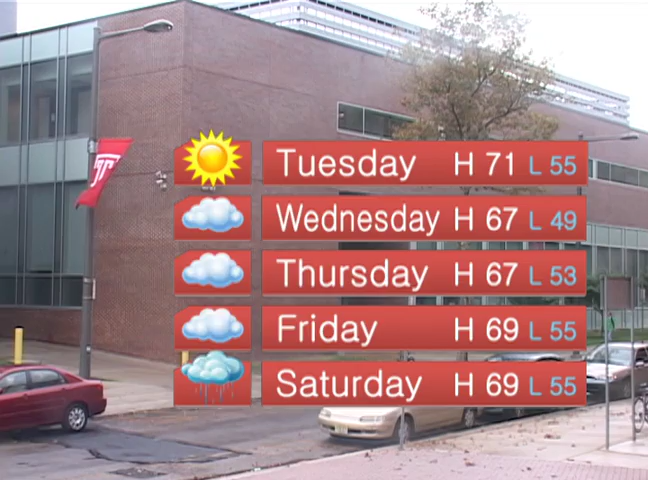 Tuesday H 71 L 55
Wednesday H 67 L 49
Thursday H 67 L 53
Friday H 69 L 55
Saturday H 69 L 55
T